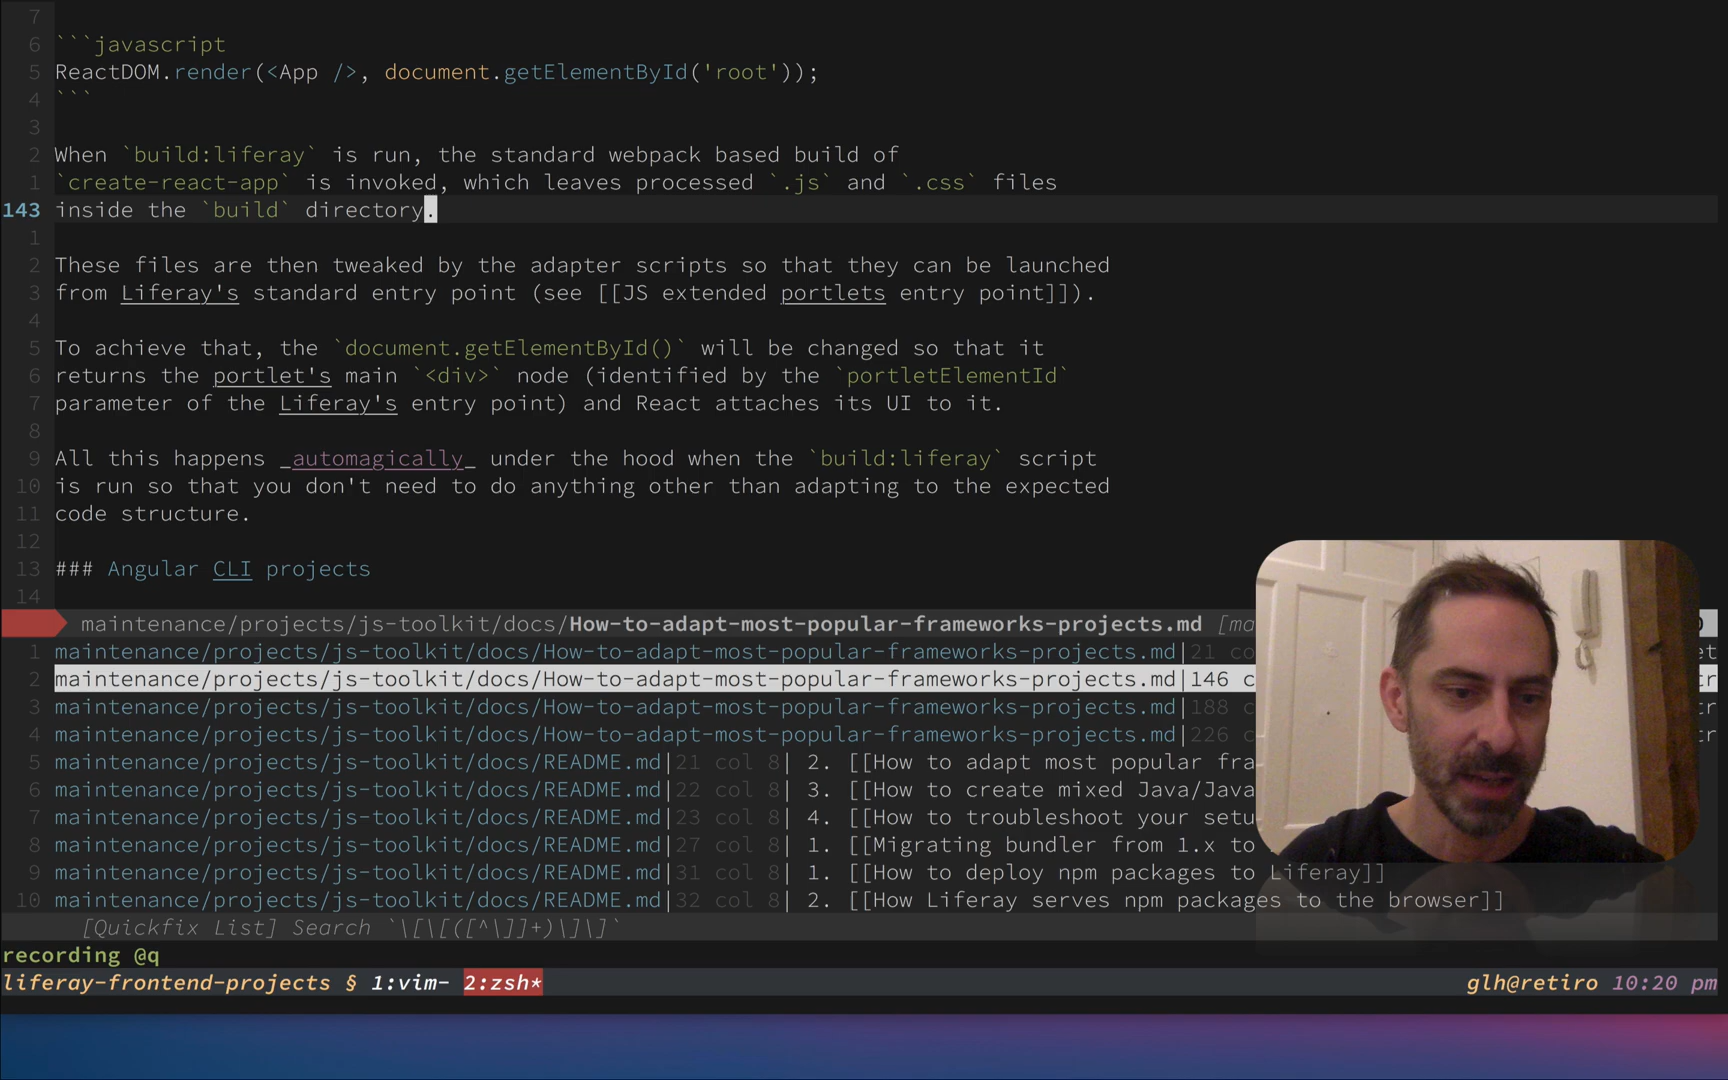 7
6 ```javascript
5 ReactDOM.render(<App />, document.getElementById('root'));
4 ```
3
2 When `build:liferay` is run, the standard webpack based build of
1 `create-react-app` is invoked, which leaves processed `.js` and `.css` files
143 inside the `build` directory.
1
2 These files are then tweaked by the adapter scripts so that they can be launched
3 from Liferay's standard entry point (see [[JS extended portlets entry point]]).
4
5 To achieve that, the `document.getElementById()` will be changed so that it
6 returns the portlet's main `<div>` node (identified by the `portletElementId`
7 parameter of the Liferay's entry point) and React attaches its UI to it.
8
9 All this happens _automagically_ under the hood when the `build:liferay` script
10 is run so that you don't need to do anything other than adapting to the expected
11 code structure.
12
13 ### Angular CLI projects
14
maintenance/projects/js-toolkit/docs/How-to-adapt-most-popular-frameworks-projects.md [ma
1 maintenance/projects/js-toolkit/docs/How-to-adapt-most-popular-frameworks-projects.md|21 co et
2 maintenance/projects/js-toolkit/docs/How-to-adapt-most-popular-frameworks-projects.md|146 c tr
3 maintenance/projects/js-toolkit/docs/How-to-adapt-most-popular-frameworks-projects.md|188 c tr
4 maintenance/projects/js-toolkit/docs/How-to-adapt-most-popular-frameworks-projects.md|226 c tr
5 maintenance/projects/js-toolkit/docs/README.md|21 col 8| 2. [[How to adapt most popular fra
6 maintenance/projects/js-toolkit/docs/README.md|22 col 8| 3. [[How to create mixed Java/Java
7 maintenance/projects/js-toolkit/docs/README.md|23 col 8| 4. [[How to troubleshoot your setu
8 maintenance/projects/js-toolkit/docs/README.md|27 col 8| 1. [[Migrating bundler from 1.x to
9 maintenance/projects/js-toolkit/docs/README.md|31 col 8| 1. [[How to deploy npm packages to Liferay]]
10 maintenance/projects/js-toolkit/docs/README.md|32 col 8| 2. [[How Liferay serves npm packages to the browser]]
[Quickfix List] Search `\[\[([^\]]+)\]\]`
recording @q
liferay-frontend-projects § 1:vim- 2:zsh* glh@retiro 10:20 pm